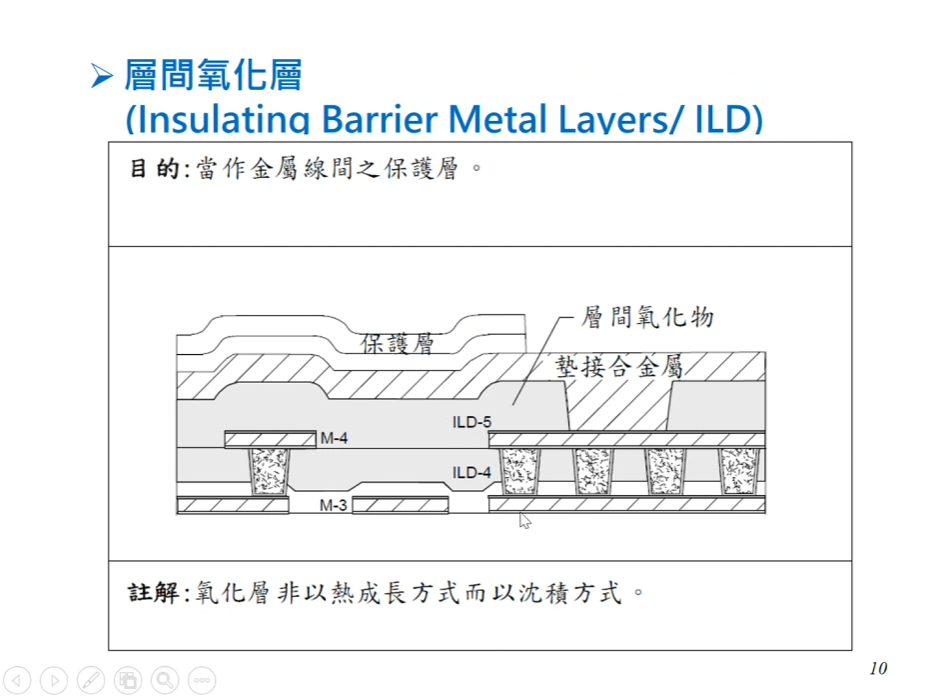 層間氧化層
(Insulating Barrier Metal Layers/ ILD)
目的:當作金屬線間之保護層。
層間氧化物
保護層
墊接合金屬
ILD-5
M-4
ILD-4
M-3
註解:氧化層非以熱成長方式而以沈積方式。
10